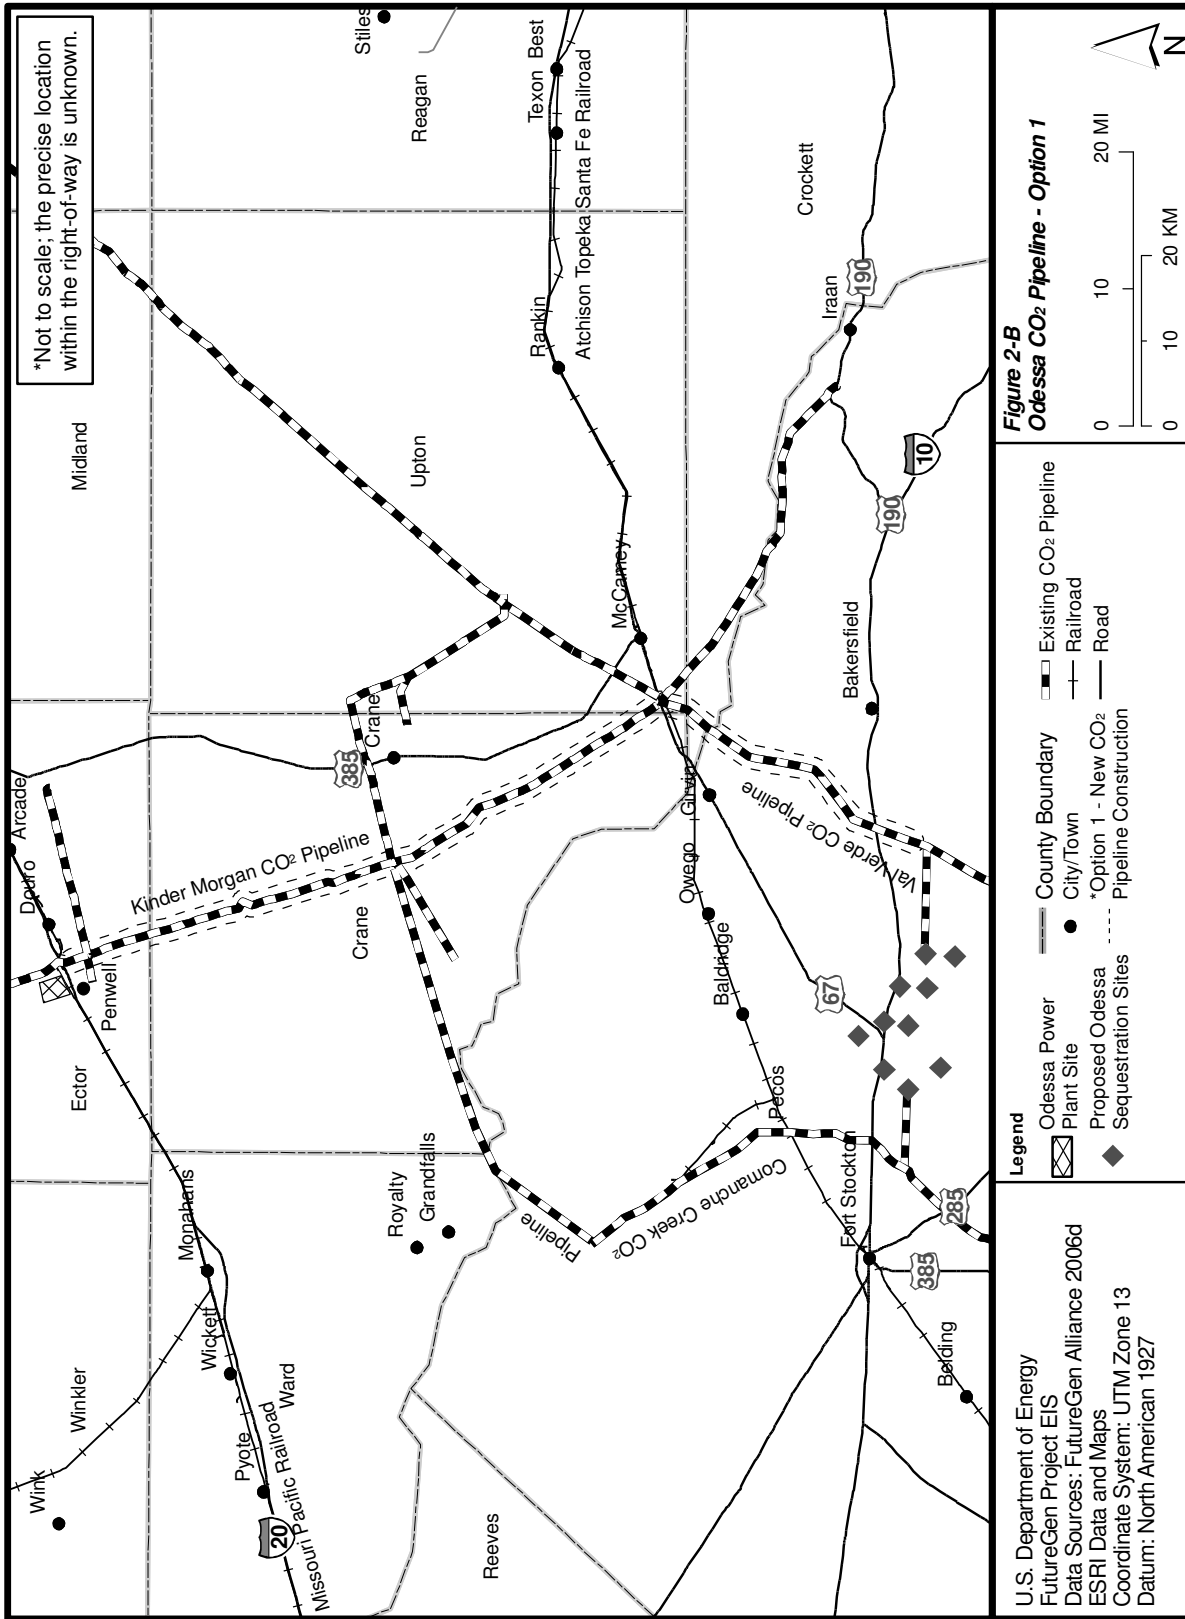 *Not to scale; the precise location
within the right-of-way is unknown.
Stiles
Reagan
Texon Best
Atchison Topeka Santa Fe Railroad
Rankin
Crockett
Iraan
190
Midland
Upton
McCamey
10
190
Bakersfield
Arcade
Douro
385
Crane
Kinder Morgan CO2 Pipeline
Crane
Girvin
Owego
Val Verde CO2 Pipeline
Penwell
Ector
Baldridge
67
Pecos
Monahans
Royalty
Grandfalls
Comanche Creek CO2
Pipeline
Fort Stockton
285
385
Winkler
Wink
Wickett
Pyote
Ward
20
Missouri Pacific Railroad
Reeves
Belding
U.S. Department of Energy
FutureGen Project EIS
Data Sources: FutureGen Alliance 2006d
ESRI Data and Maps
Coordinate System: UTM Zone 13
Datum: North American 1927
Legend
Odessa Power
Plant Site
Proposed Odessa
Sequestration Sites
County Boundary
City/Town
*Option 1 - New CO2
Pipeline Construction
Existing CO2 Pipeline
Railroad
Road
Figure 2-B
Odessa CO2 Pipeline - Option 1
0 10 20 MI
0 10 20 KM
N